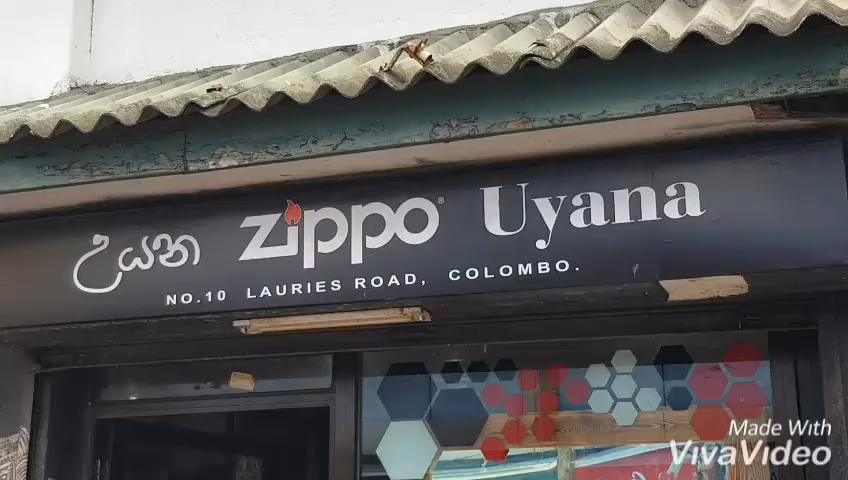 උයන zippo® Uyana
NO.10 LAURIES ROAD, COLOMBO.
Made With
VivaVideo